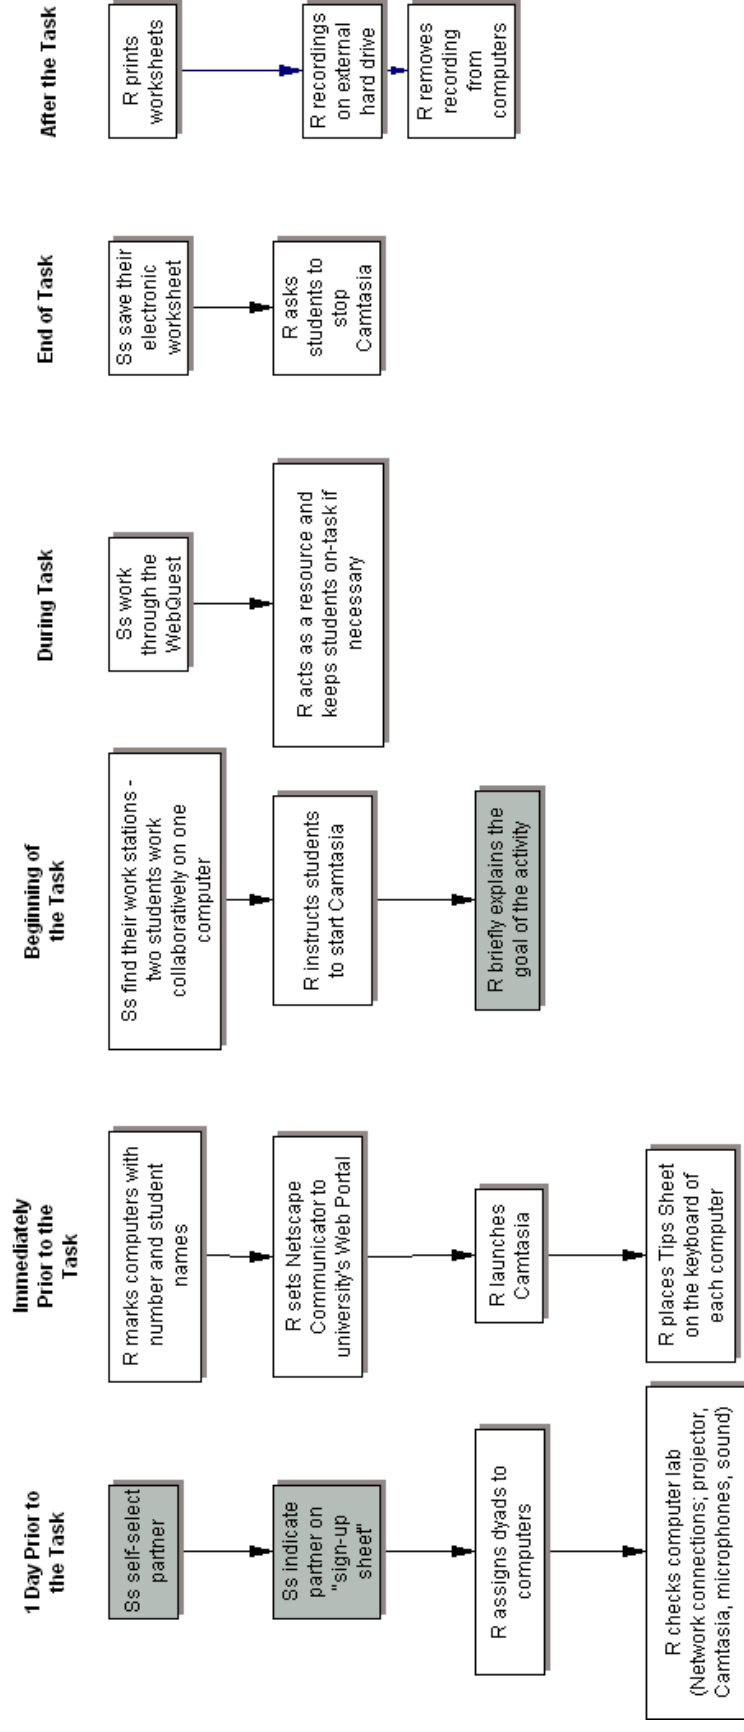 1 Day Prior to
the Task
Ss self-select
partner
Ss indicate
partner on
"sign-up
sheet"
R assigns dyads to
computers
R checks computer lab
(Network connections; projector,
Camtasia, microphones, sound)
Immediately
Prior to the
Task
R marks computers with
number and student
names
R sets Netscape
Communicator to
university's Web Portal
R launches
Camtasia
R places Tips Sheet
on the keyboard of
each computer
Beginning of
the Task
Ss find their work stations -
two students work
collaboratively on one
computer
R instructs students
to start Camtasia
R briefly explains the
goal of the activity
During Task
Ss work
through the
WebQuest
R acts as a resource and
keeps students on-task if
necessary
End of Task
Ss save their
electronic
worksheet
R asks
students to
stop
Camtasia
After the Task
R prints
worksheets
R recordings
on external
hard drive
R removes
recording
from
computers